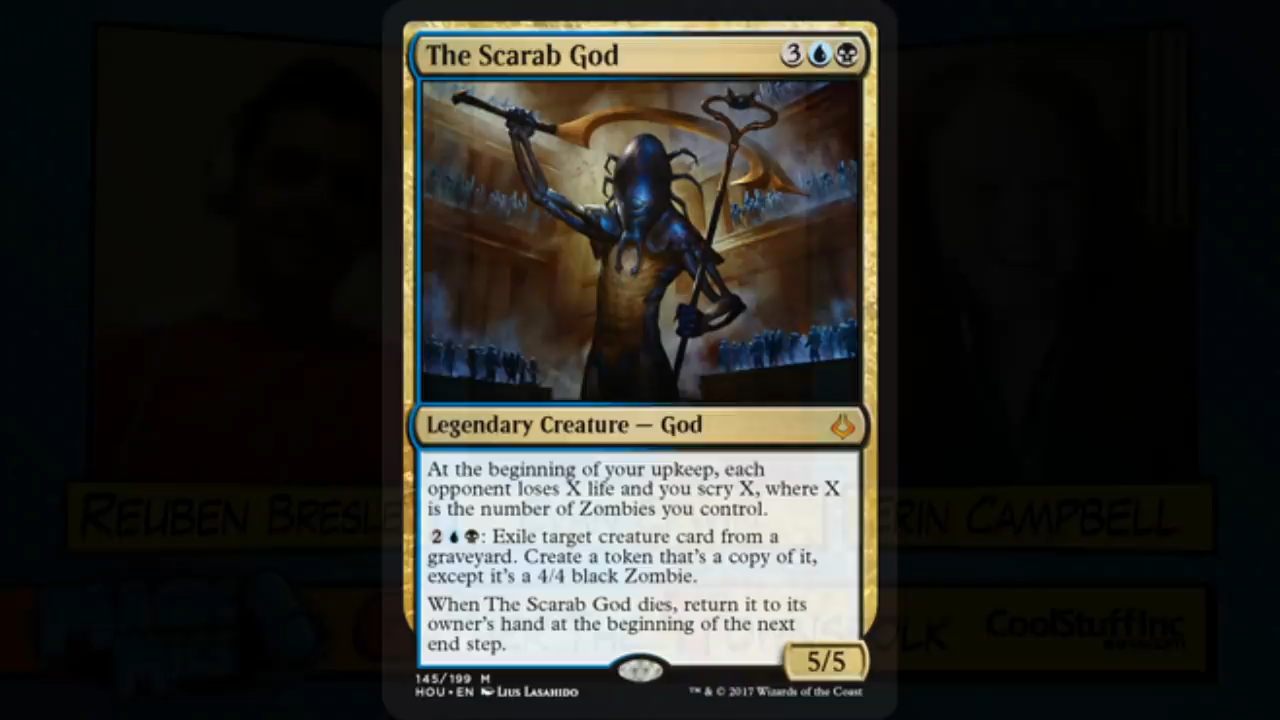 The Scarab God 3
Legendary Creature — God
At the beginning of your upkeep, each
opponent loses X life and you scry X, where X
is the number of Zombies you control.
2 : Exile target creature card from a
graveyard. Create a token that's a copy of it,
except it's a 4/4 black Zombie.
When The Scarab God dies, return it to its
owner's hand at the beginning of the next
end step.
5/5
145/199 M
HOU • EN Lius Lasahido
™ & © 2017 Wizards of the Coast
REUBEN BRESLE
ERIN CAMPBELL
CoolStuffInc